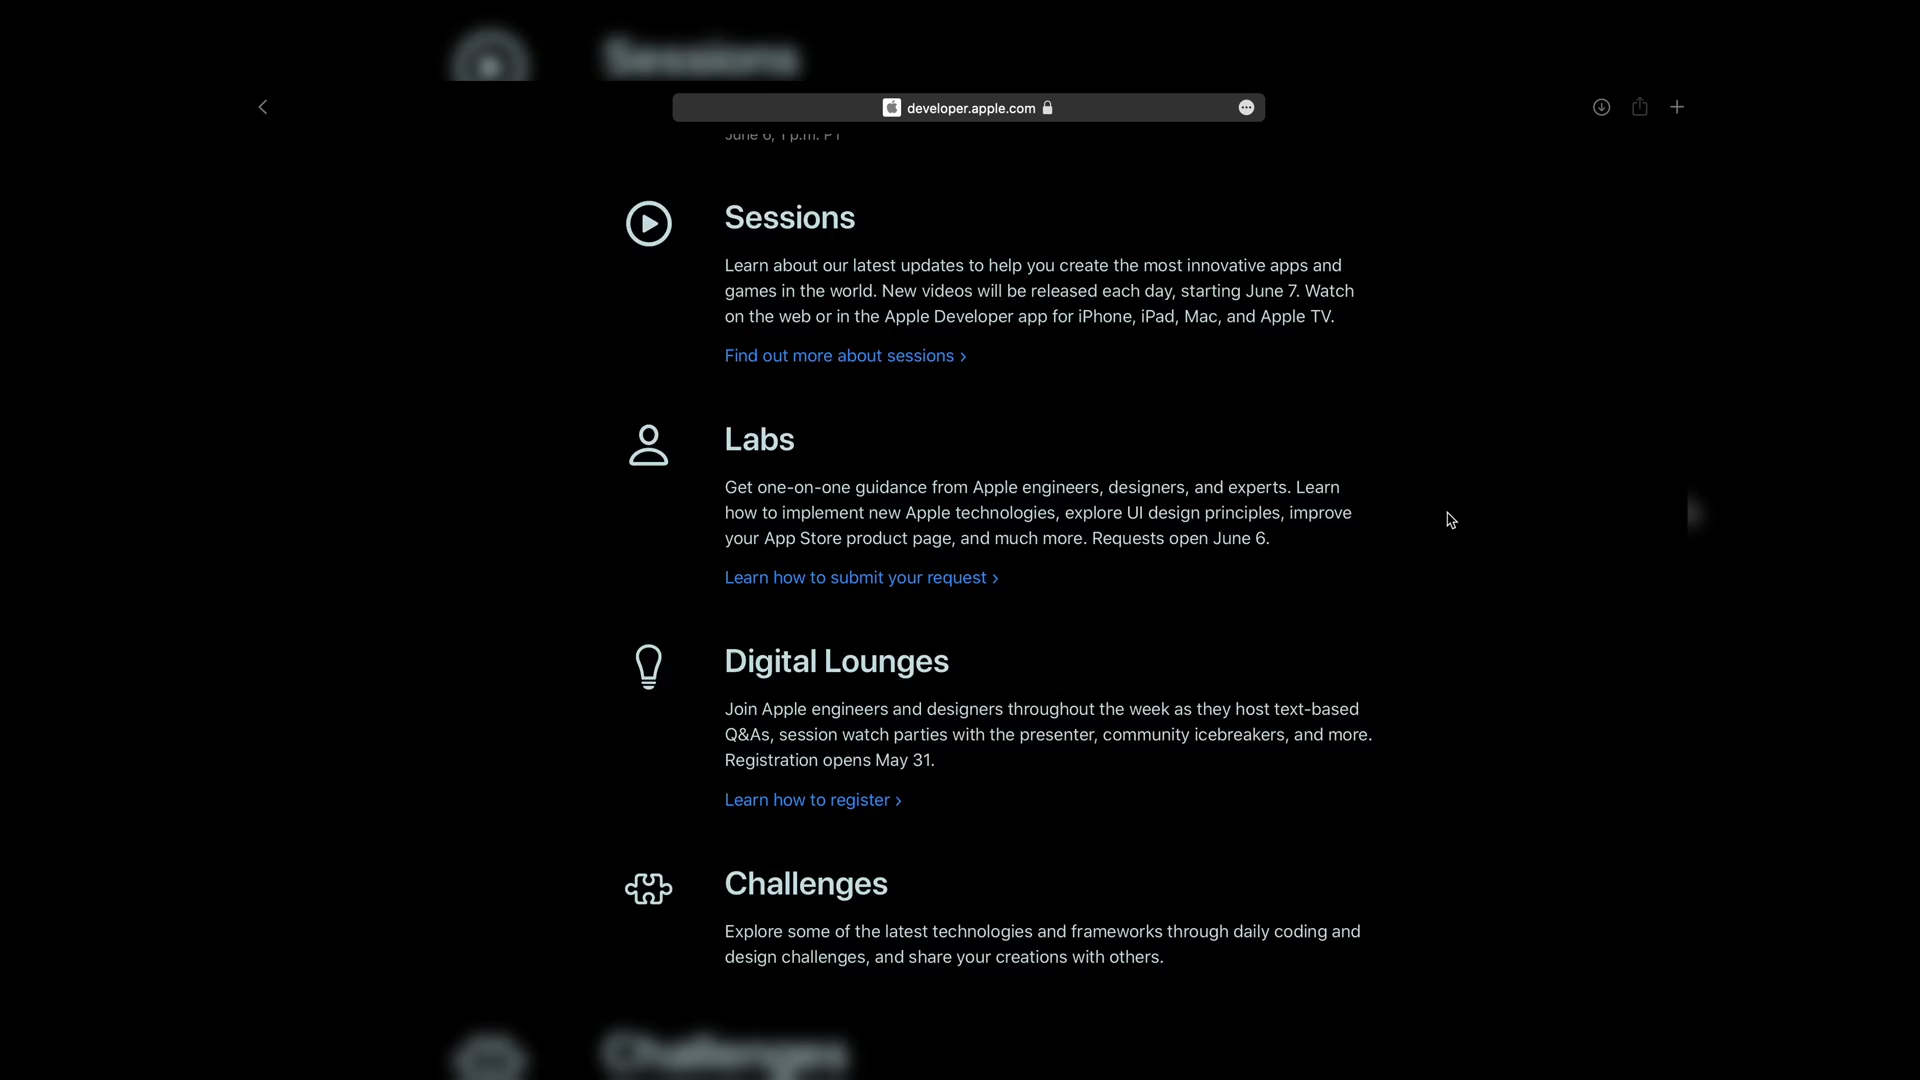 Sessions
developer.apple.com
June 6, 1 p.m. PT
Sessions
Learn about our latest updates to help you create the most innovative apps and
games in the world. New videos will be released each day, starting June 7. Watch
on the web or in the Apple Developer app for iPhone, iPad, Mac, and Apple TV.
Find out more about sessions ›
Labs
Get one-on-one guidance from Apple engineers, designers, and experts. Learn
how to implement new Apple technologies, explore UI design principles, improve
your App Store product page, and much more. Requests open June 6.
Learn how to submit your request ›
Digital Lounges
Join Apple engineers and designers throughout the week as they host text-based
Q&As, session watch parties with the presenter, community icebreakers, and more.
Registration opens May 31.
Learn how to register ›
Challenges
Explore some of the latest technologies and frameworks through daily coding and
design challenges, and share your creations with others.
Challenges